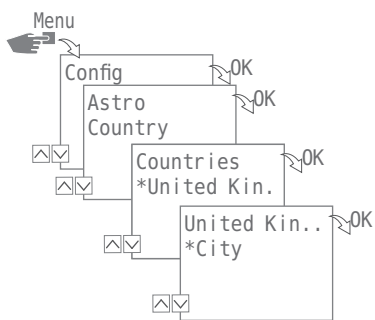 Menu
Config
OK
Astro
Country
OK
Countries
*United Kin.
OK
United Kin..
*City
OK